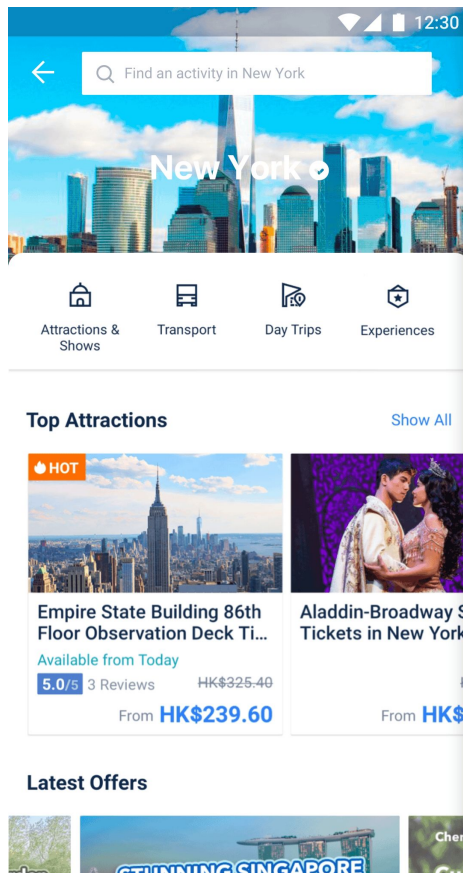 12:30
Find an activity in New York
New York
Attractions &
Shows
Transport
Day Trips
Experiences
Top Attractions
Show All
HOT
Empire State Building 86th
Floor Observation Deck Ti...
Available from Today
5.0/5 3 Reviews
HK$325.40
From HK$239.60
Aladdin-Broadway S
Tickets in New York
From HK$
Latest Offers
STUNNING SINGAPORE
Cher